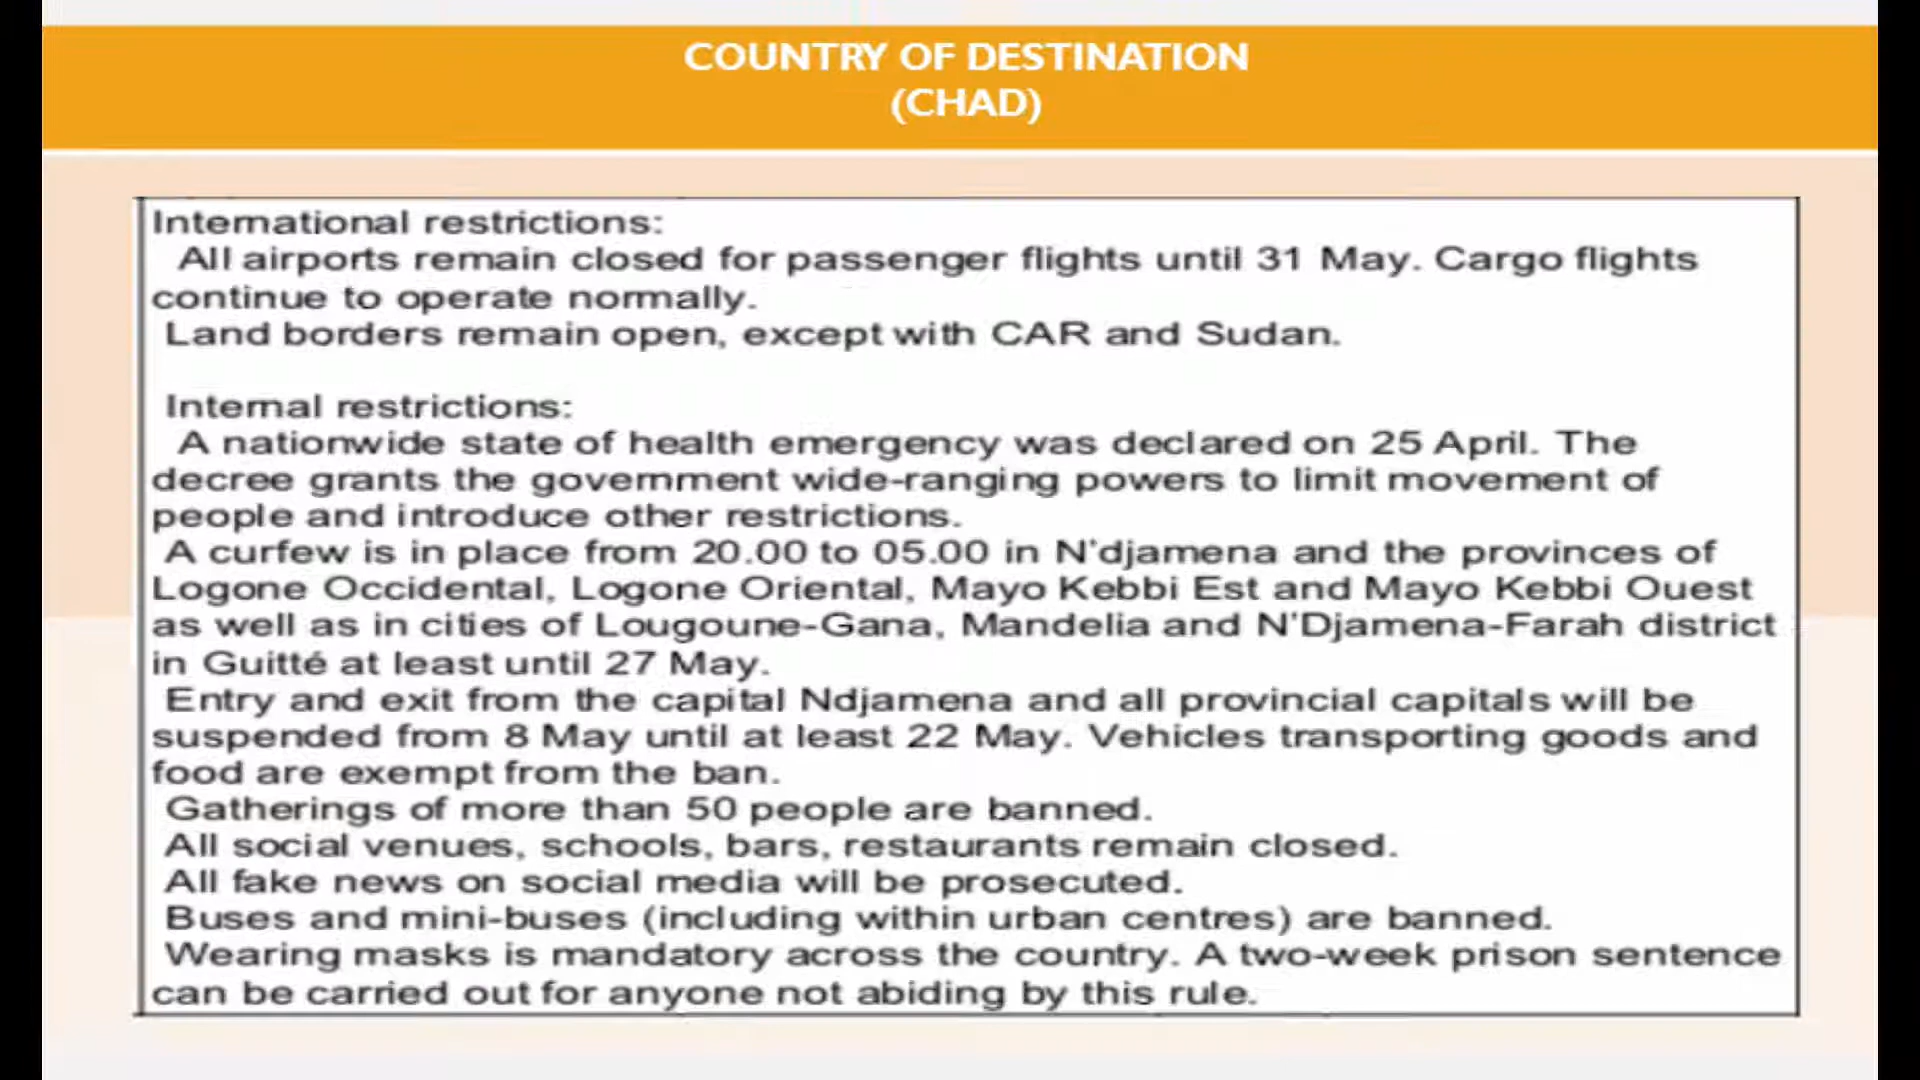 COUNTRY OF DESTINATION
(CHAD)
International restrictions:
All airports remain closed for passenger flights until 31 May. Cargo flights
continue to operate normally.
Land borders remain open, except with CAR and Sudan.
Internal restrictions:
A nationwide state of health emergency was declared on 25 April. The
decree grants the government wide-ranging powers to limit movement of
people and introduce other restrictions.
A curfew is in place from 20.00 to 05.00 in N'djamena and the provinces of
Logone Occidental, Logone Oriental, Mayo Kebbi Est and Mayo Kebbi Ouest
as well as in cities of Lougoune-Gana, Mandelia and N'Djamena-Farah district
in Guitté at least until 27 May.
Entry and exit from the capital Ndjamena and all provincial capitals will be
suspended from 8 May until at least 22 May. Vehicles transporting goods and
food are exempt from the ban.
Gatherings of more than 50 people are banned.
All social venues, schools, bars, restaurants remain closed.
All fake news on social media will be prosecuted.
Buses and mini-buses (including within urban centres) are banned.
Wearing masks is mandatory across the country. A two-week prison sentence
can be carried out for anyone not abiding by this rule.